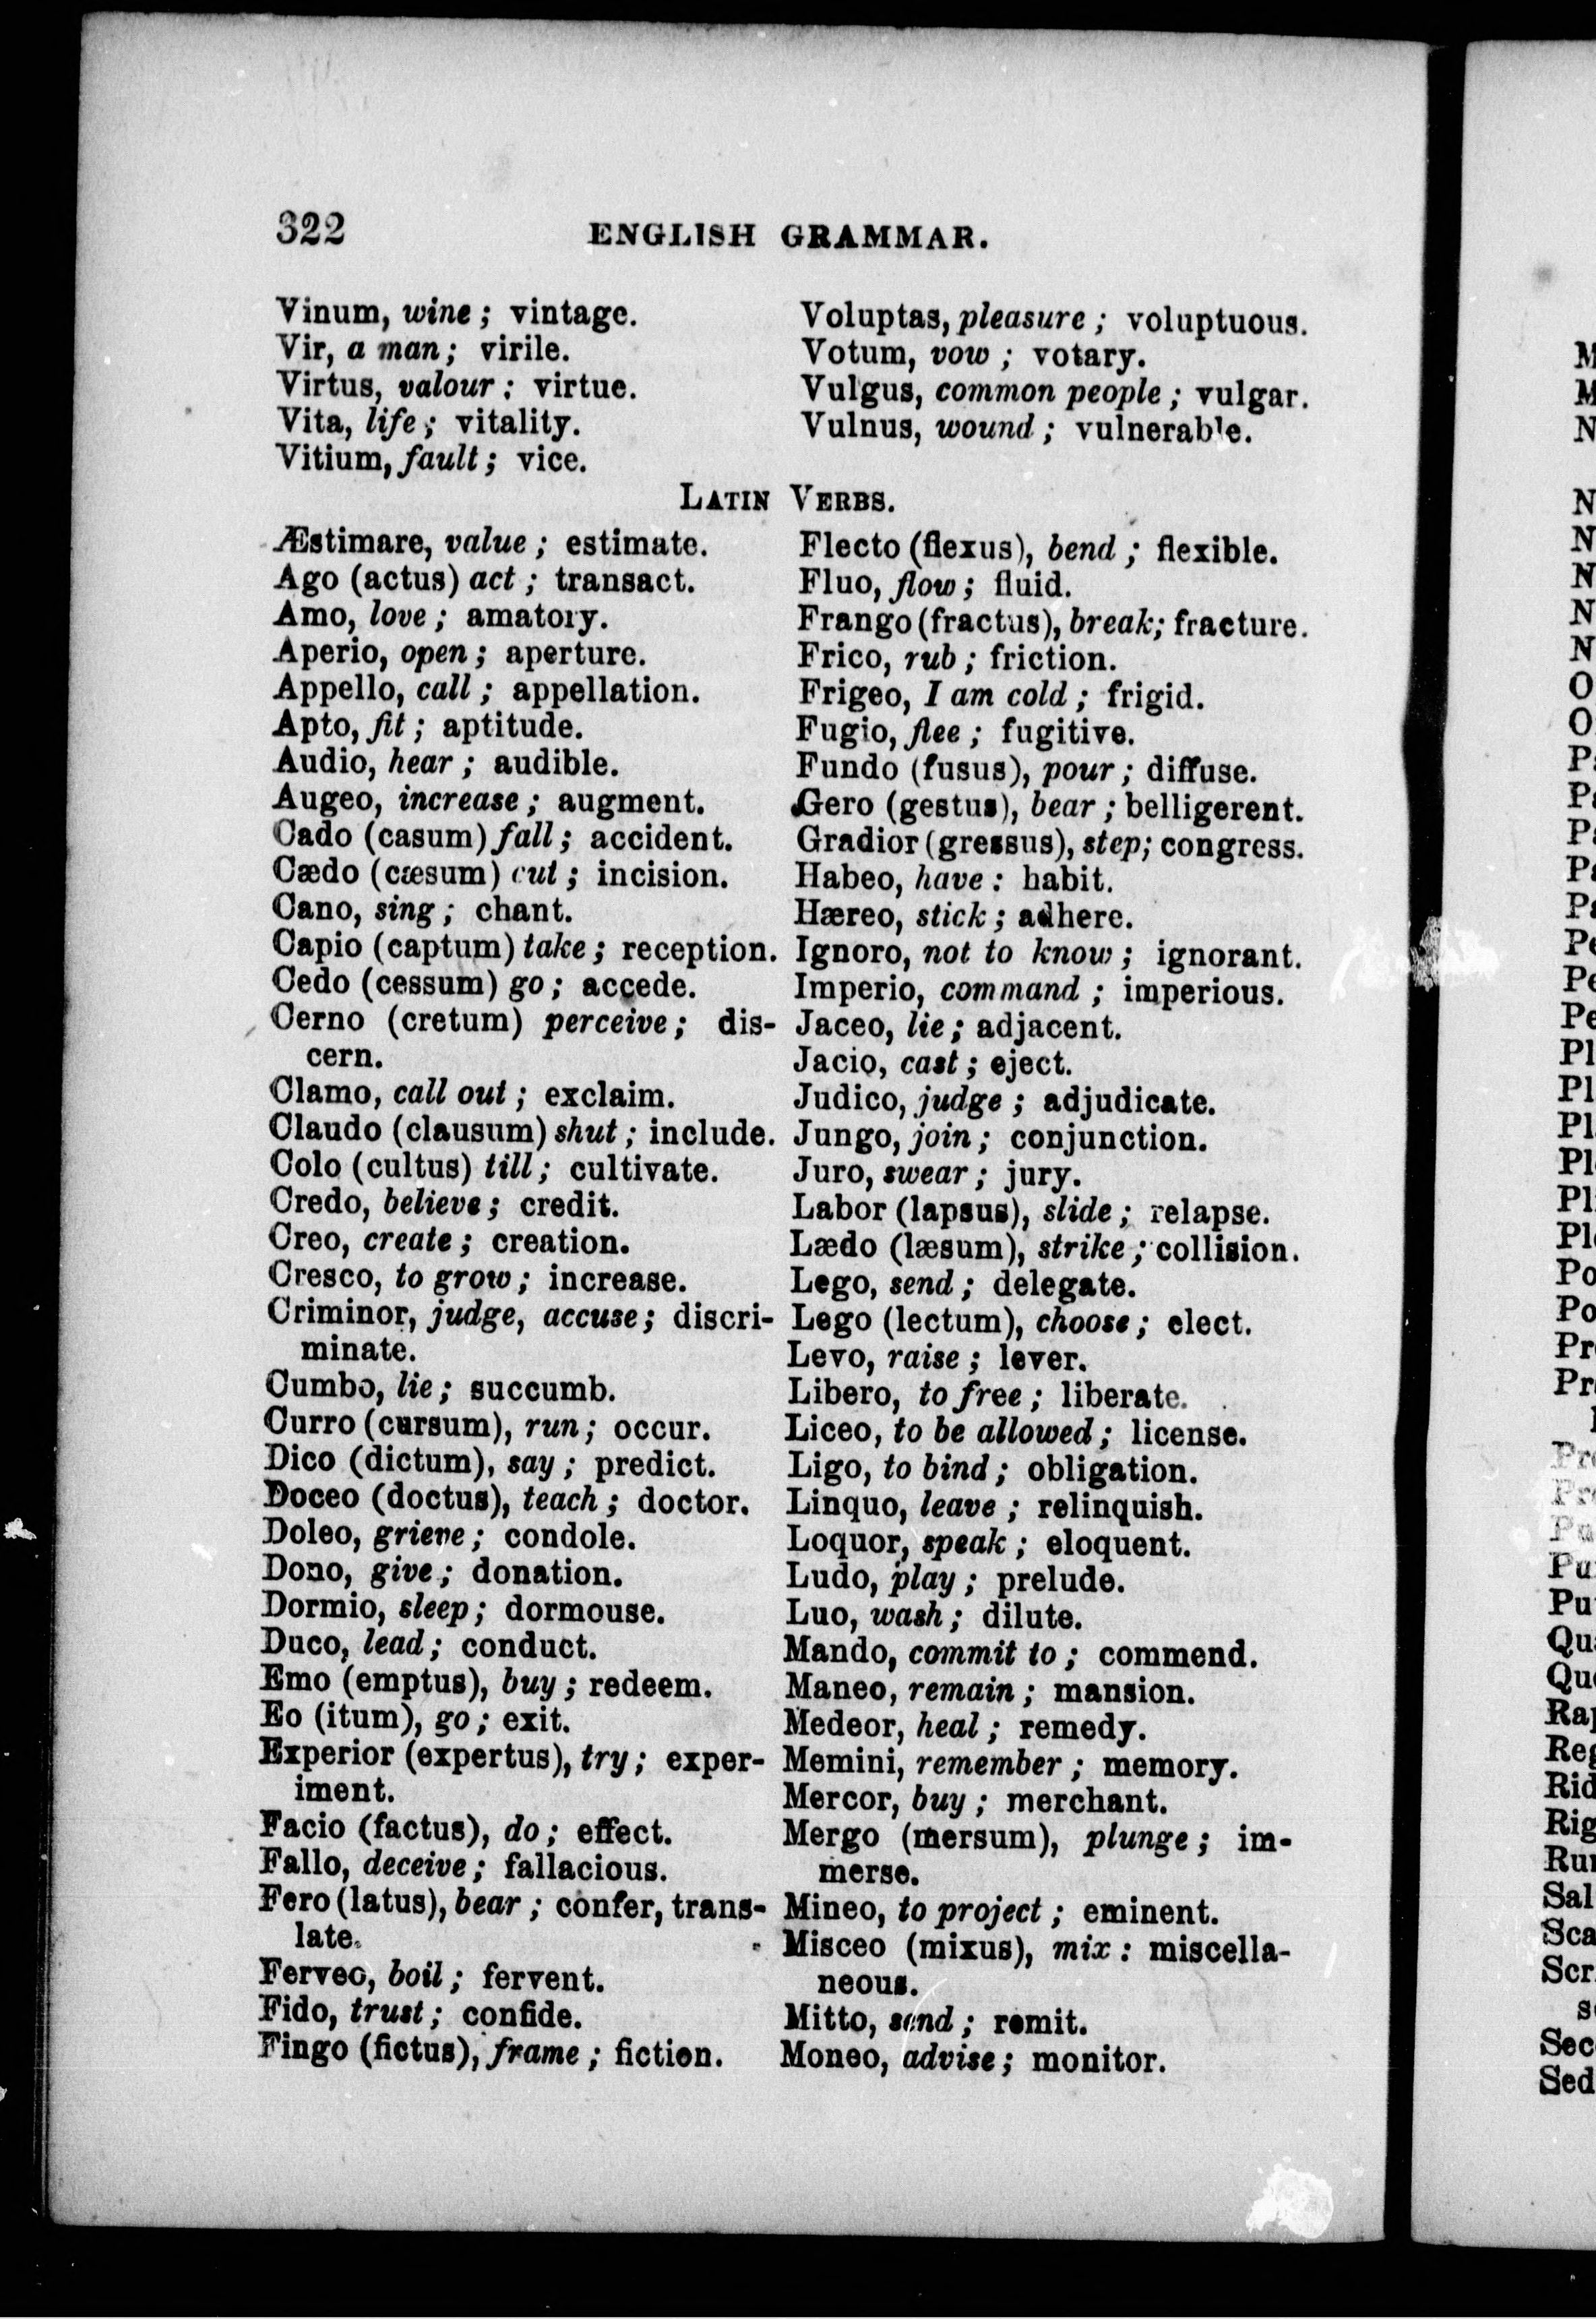 322 ENGLISH GRAMMAR.
Vinum, wine; vintage.
Vir, a man; virile.
Virtus, valour: virtue.
Vita, life; vitality.
Vitium, fault; vice.
Voluptas, pleasure; voluptuous.
Votum, vow; votary.
Vulgus, common people; vulgar.
Vulnus, wound; vulnerable.
LATIN VERBS.
Æstimare, value; estimate.
Ago (actus) act; transact.
Amo, love; amatory.
Aperio, open; aperture.
Appello, call; appellation.
Apto, fit; aptitude.
Audio, hear; audible.
Augeo, increase; augment.
Cado (casum) fall; accident.
Cædo (cæsum) cut; incision.
Cano, sing; chant.
Capio (captum) take; reception.
Cedo (cessum) go; accede.
Cerno (cretum) perceive; dis-
cern.
Clamo, call out; exclaim.
Claudo (clausum) shut; include.
Colo (cultus) till; cultivate.
Credo, believe; credit.
Creo, create; creation.
Cresco, to grow; increase.
Criminor, judge, accuse; discri-
minate.
Cumbo, lie; succumb.
Curro (cursum), run; occur.
Dico (dictum), say; predict.
Doceo (doctus), teach; doctor.
Doleo, grieve; condole.
Dono, give; donation.
Dormio, sleep; dormouse.
Duco, lead; conduct.
Emo (emptus), buy; redeem.
Eo (itum), go; exit.
Experior (expertus), try; exper-
iment.
Facio (factus), do; effect.
Fallo, deceive; fallacious.
Fero (latus), bear; confer, trans-
late.
Ferveo, boil; fervent.
Fido, trust; confide.
Fingo (fictus), frame; fiction.
Flecto (flexus), bend; flexible.
Fluo, flow; fluid.
Frango (fractus), break; fracture.
Frico, rub; friction.
Frigeo, I am cold; frigid.
Fugio, flee; fugitive.
Fundo (fusus), pour; diffuse.
Gero (gestus), bear; belligerent.
Gradior (gressus), step; congress.
Habeo, have: habit.
Hæreo, stick; adhere.
Ignoro, not to know; ignorant.
Imperio, command; imperious.
Jaceo, lie; adjacent.
Jacio, cast; eject.
Judico, judge; adjudicate.
Jungo, join; conjunction.
Juro, swear; jury.
Labor (lapsus), slide; relapse.
Lædo (læsum), strike; collision.
Lego, send; delegate.
Lego (lectum), choose; elect.
Levo, raise; lever.
Libero, to free; liberate.
Liceo, to be allowed; license.
Ligo, to bind; obligation.
Linquo, leave; relinquish.
Loquor, speak; eloquent.
Ludo, play; prelude.
Luo, wash; dilute.
Mando, commit to; commend.
Maneo, remain; mansion.
Medeor, heal; remedy.
Memini, remember; memory.
Mercor, buy; merchant.
Mergo (mersum), plunge; im-
merse.
Mineo, to project; eminent.
Misceo (mixus), mix: miscella-
neous.
Mitto, send; remit.
Moneo, advise; monitor.